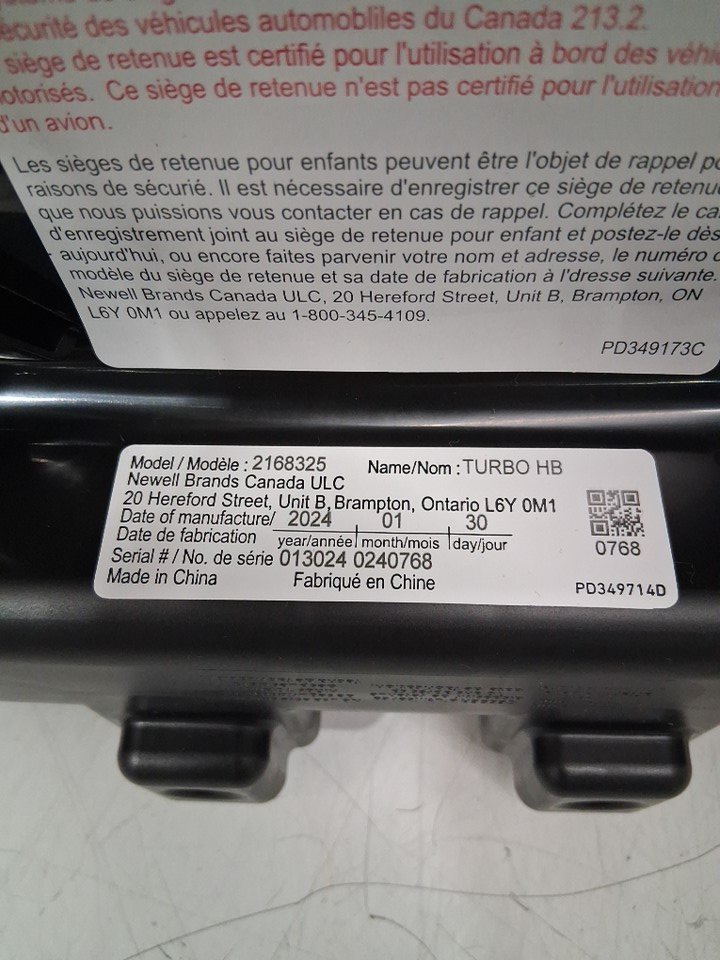 écurité des véhicules automobliles du Canada 213.2.
siège de retenue est certifié pour l'utilisation à bord des véhi
otorisés. Ce siège de retenue n'est pas certifié pour l'utilisation
d'un avion.
Les sièges de retenue pour enfants peuvent être l'objet de rappel po
raisons de sécurié. Il est nécessaire d'enregistrer çe siège de retenu
que nous puissions vous contacter en cas de rappel. Complétez le ca
d'enregistrement joint au siège de retenue pour enfant et postez-le dès
aujourd'hui, ou encore faites parvenir votre nom et adresse, le numéro d
modèle du siège de retenue et sa date de fabrication à l'dresse suivante.
Newell Brands Canada ULC, 20 Hereford Street, Unit B, Brampton, ON
L6Y 0M1 ou appelez au 1-800-345-4109.
PD349173C
Model / Modèle : 2168325 Name/Nom : TURBO HB
Newell Brands Canada ULC
20 Hereford Street, Unit B, Brampton, Ontario L6Y 0M1
Date of manufacture/ 2024 01 30
Date de fabrication year/année month/mois day/jour
Serial # / No. de série 013024 0240768
0768
Made in China Fabriqué en Chine
PD349714D